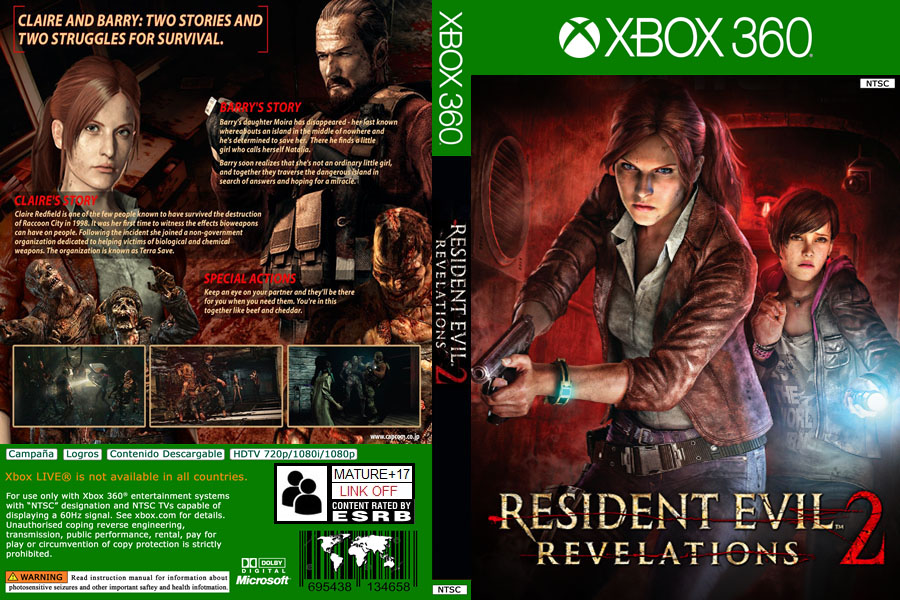 CLAIRE AND BARRY: TWO STORIES AND
TWO STRUGGLES FOR SURVIVAL.
BARRY'S STORY
Barry's daughter Moira has disappeared - her last known
whereabouts an island in the middle of nowhere and
he's determined to save her. There he finds a little
girl who calls herself Natalia.
Barry soon realizes that she's not an ordinary little girl,
and together they traverse the dangerous island in
search of answers and hoping for a miracle.
CLAIRE'S STORY
Claire Redfield is one of the few people known to have survived the destruction
of Raccoon City in 1998. It was her first time to witness the effects bioweapons
can have on people. Following the incident she joined a non-government
organization dedicated to helping victims of biological and chemical
weapons. The organization is known as Terra Save.
SPECIAL ACTIONS
Keep an eye on your partner and they'll be there
for you when you need them. You're in this
together like beef and cheddar.
www.capcom.co.jp
Campaña
Logros
Contenido Descargable
HDTV 720p/1080i/1080p
Xbox LIVE® is not available in all countries.
For use only with Xbox 360® entertainment systems
with "NTSC" designation and NTSC TVs capable of
displaying a 60Hz signal. See xbox.com for details.
Unauthorised coping reverse engineering,
transmission, public performance, rental, pay for
play or circumvention of copy protection is strictly
prohibited.
WARNING Read instruction manual for information about
photosensitive seizures and other important saftey and health infotmation.
DOLBY
DIGITAL
Microsoft®
MATURE+17
LINK OFF
CONTENT RATED BY
ESRB
695438 134658
XBOX 360
RESIDENT EVIL
REVELATIONS
2
NTSC
XBOX 360
NTSC
RESIDENT EVIL™
REVELATIONS
2